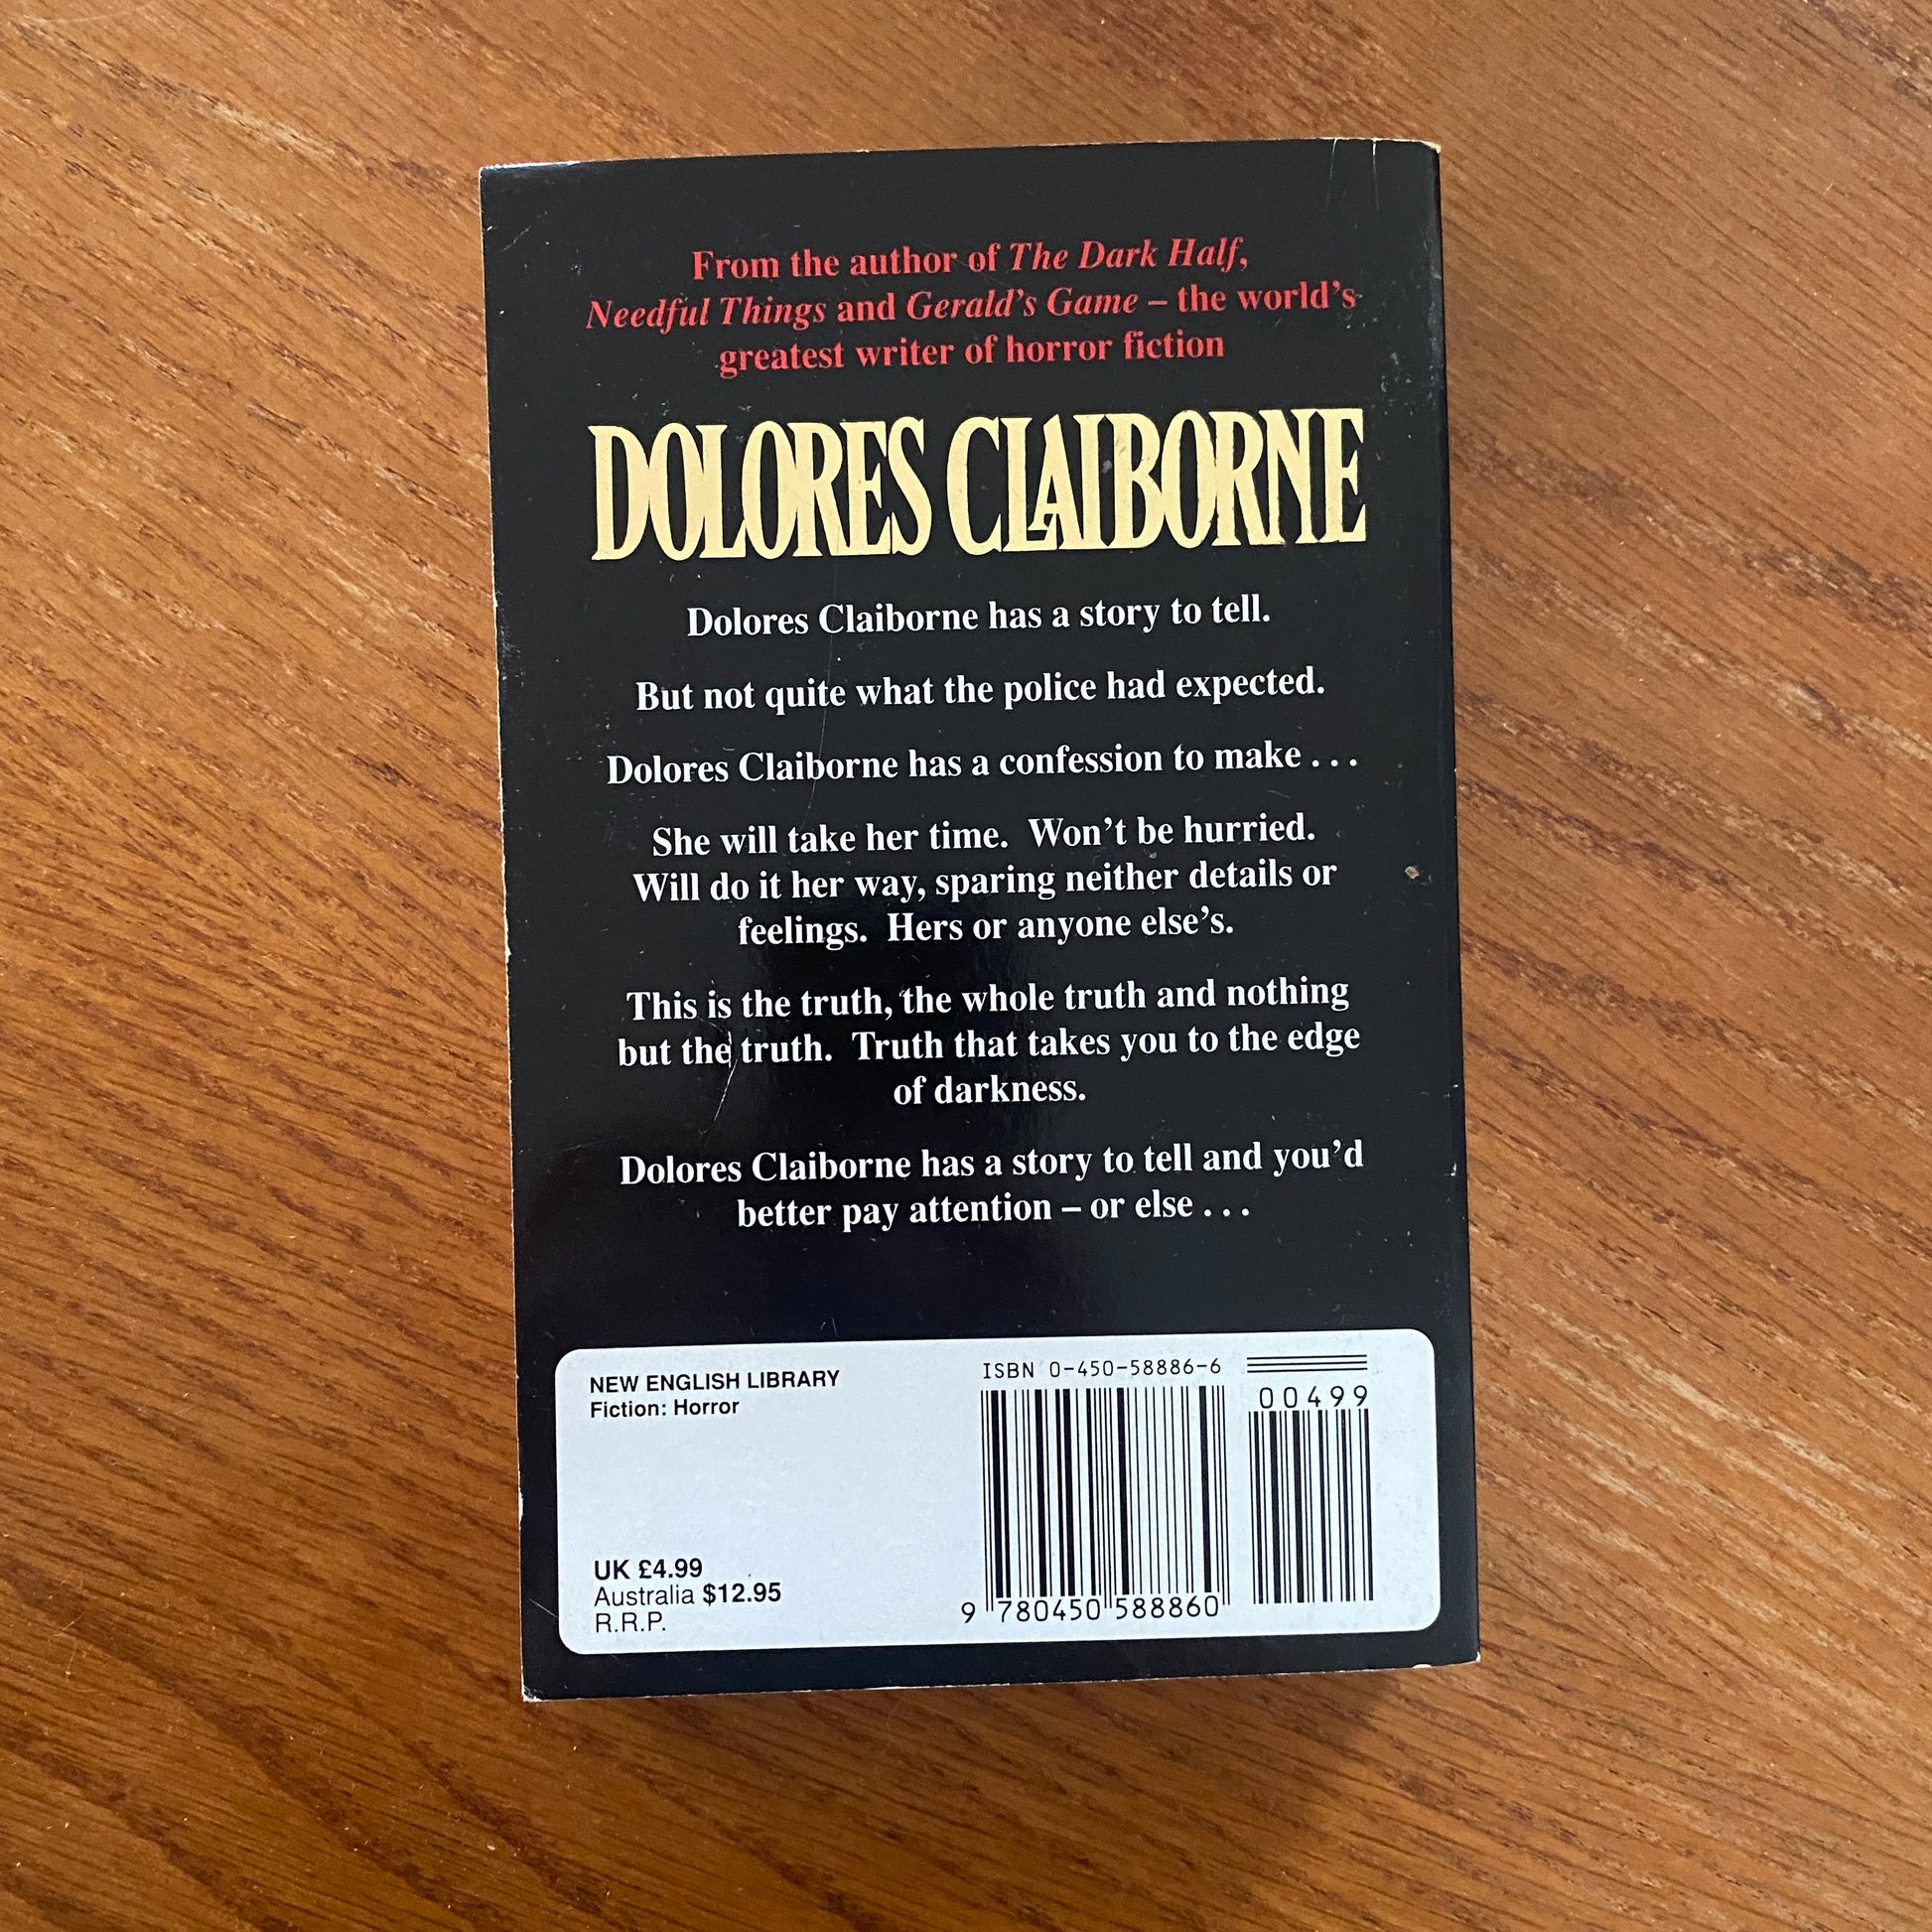 From the author of The Dark Half,
Needful Things and Gerald's Game – the world's
greatest writer of horror fiction
DOLORES CLAIBORNE
Dolores Claiborne has a story to tell.
But not quite what the police had expected.
Dolores Claiborne has a confession to make . . .
She will take her time. Won't be hurried.
Will do it her way, sparing neither details or
feelings. Hers or anyone else's.
This is the truth, the whole truth and nothing
but the truth. Truth that takes you to the edge
of darkness.
Dolores Claiborne has a story to tell and you'd
better pay attention – or else . . .
NEW ENGLISH LIBRARY
Fiction: Horror
UK £4.99
Australia $12.95
R.R.P.
ISBN 0-450-58886-6
00499
9 780450 588860